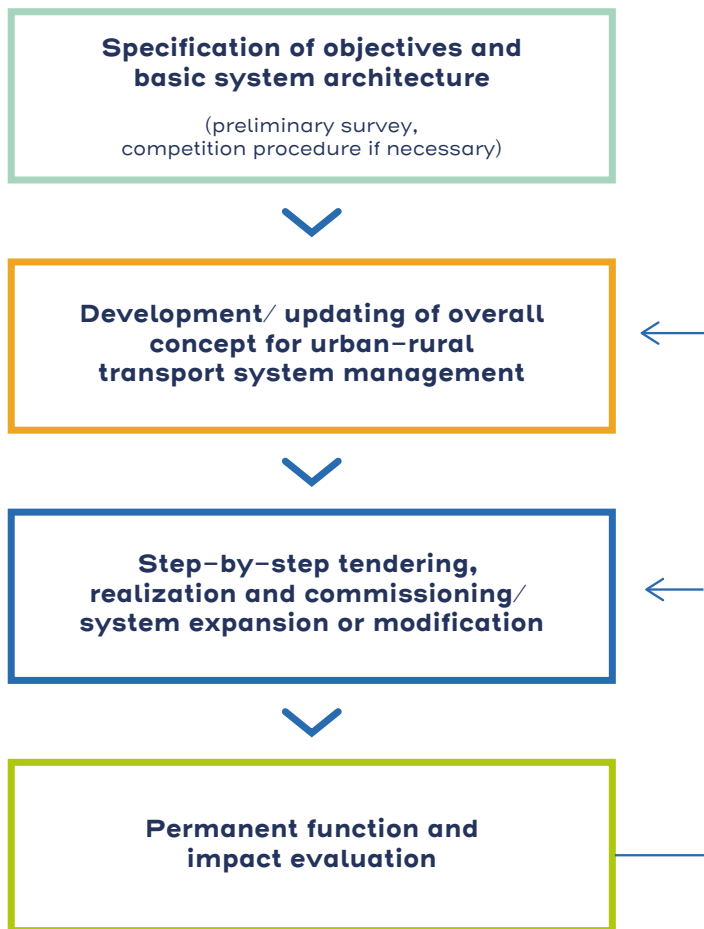 Specification of objectives and
basic system architecture
(preliminary survey,
competition procedure if necessary)
Development/ updating of overall
concept for urban-rural
transport system management
Step-by-step tendering,
realization and commissioning/
system expansion or modification
Permanent function and
impact evaluation